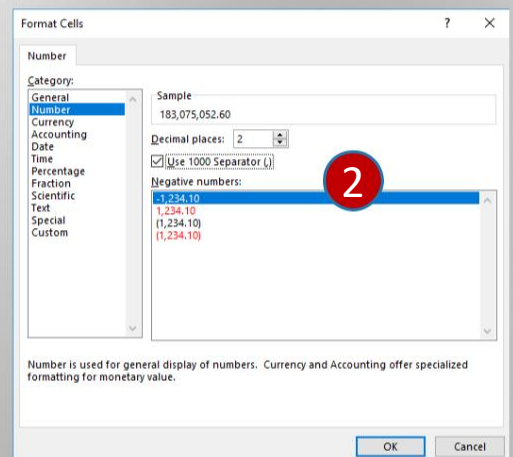 Format Cells ? ×
Number
Category:
General
Number
Currency
Accounting
Date
Time
Percentage
Fraction
Scientific
Text
Special
Custom
Sample
183,075,052.60
Decimal places: 2
Use 1000 Separator (,)
Negative numbers:
-1,234.10
1,234.10
(1,234.10)
(1,234.10)
2
Number is used for general display of numbers. Currency and Accounting offer specialized
formatting for monetary value.
OK Cancel